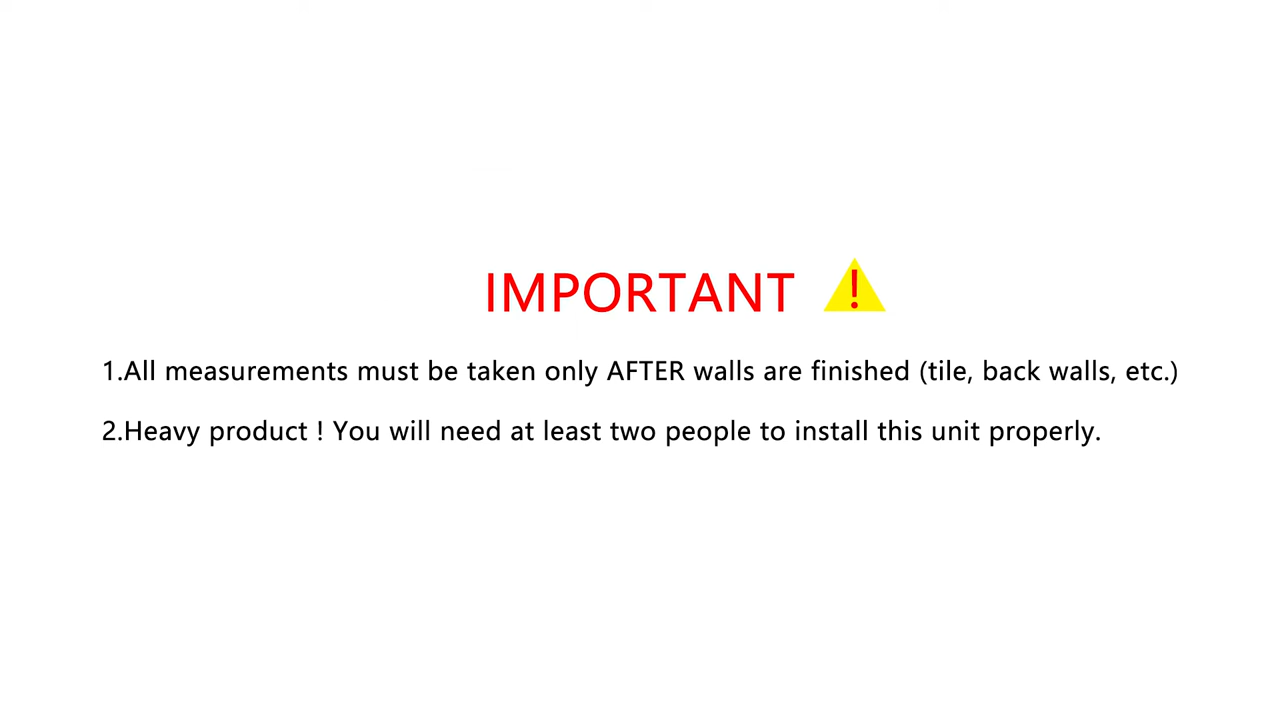 IMPORTANT !
1.All measurements must be taken only AFTER walls are finished (tile, back walls, etc.)
2.Heavy product ! You will need at least two people to install this unit properly.